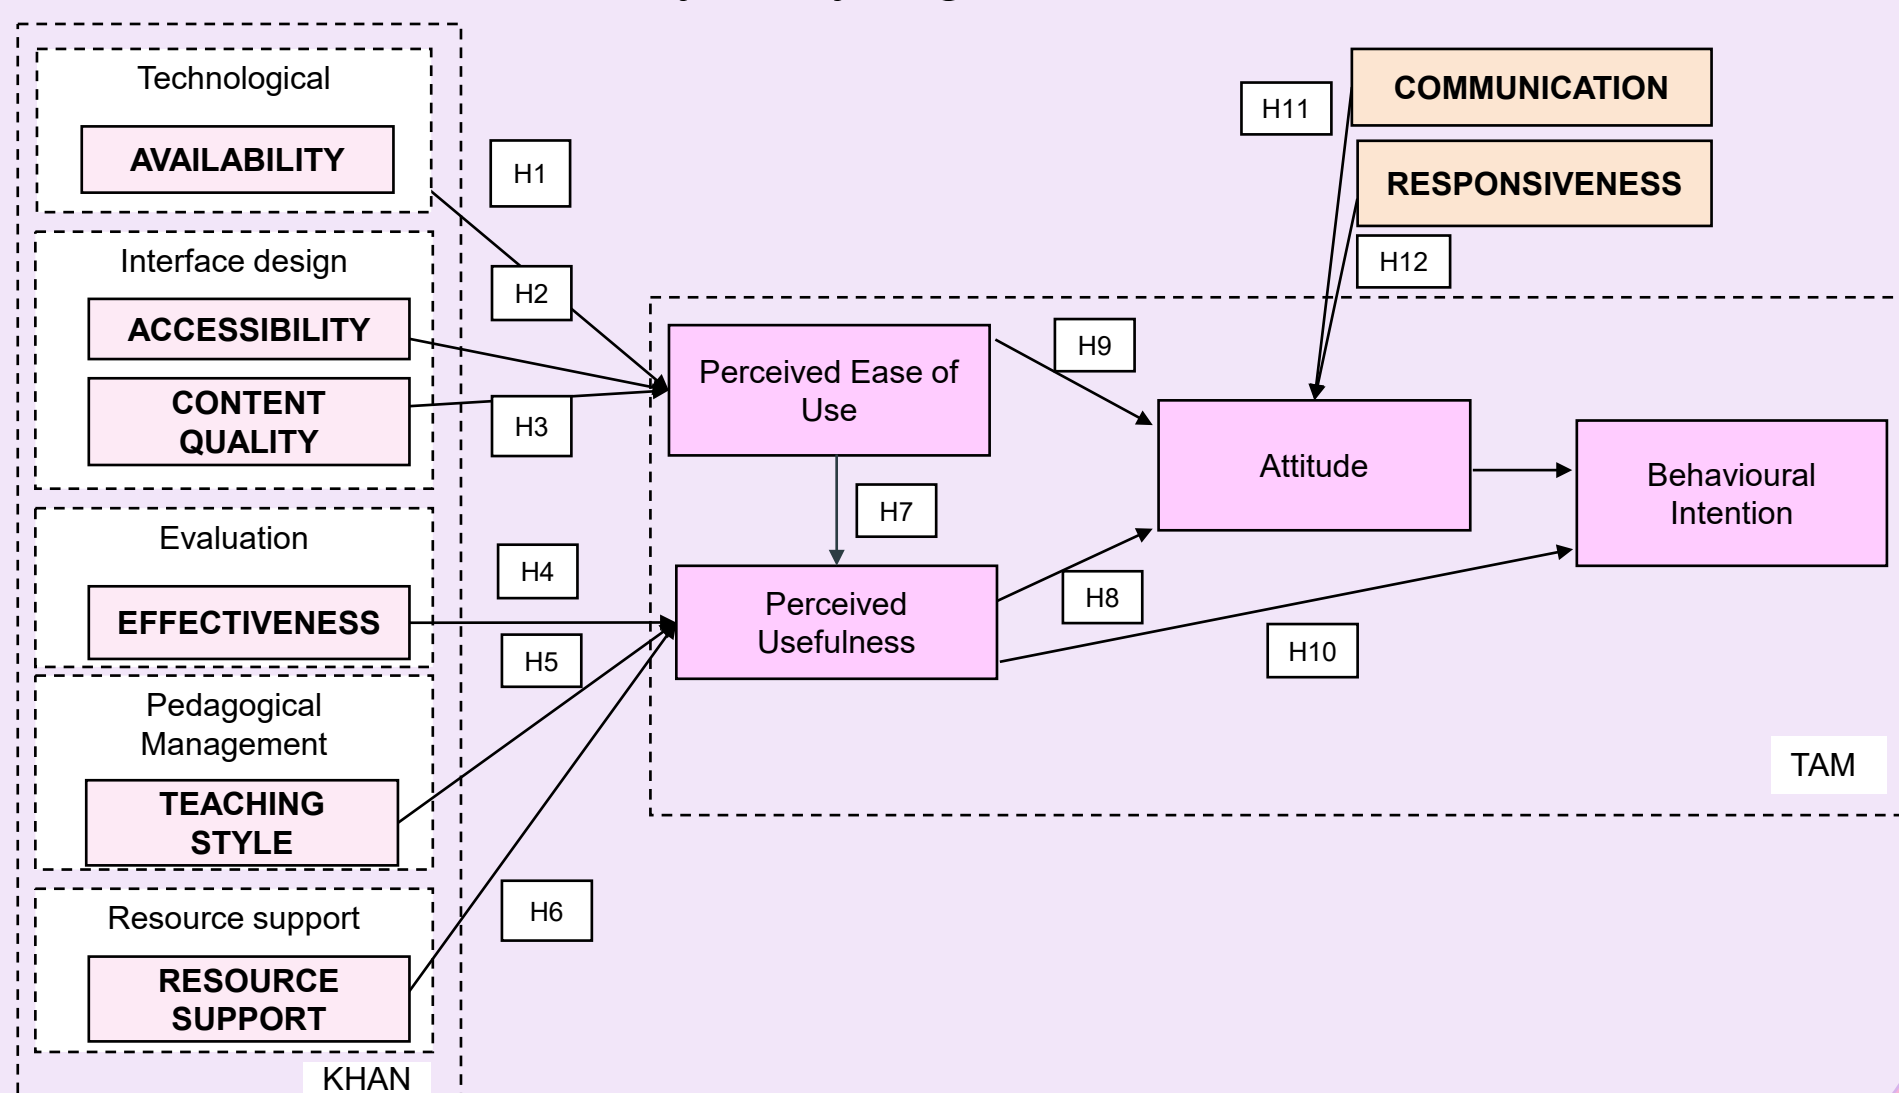 Technological
AVAILABILITY
Interface design
ACCESSIBILITY
CONTENT
QUALITY
Evaluation
EFFECTIVENESS
Pedagogical
Management
TEACHING
STYLE
Resource support
RESOURCE
SUPPORT
KHAN
H1
H2
H3
H4
H5
H6
Perceived Ease of
Use
H7
Perceived
Usefulness
H9
H8
H10
H11
COMMUNICATION
RESPONSIVENESS
H12
Attitude
Behavioural
Intention
TAM